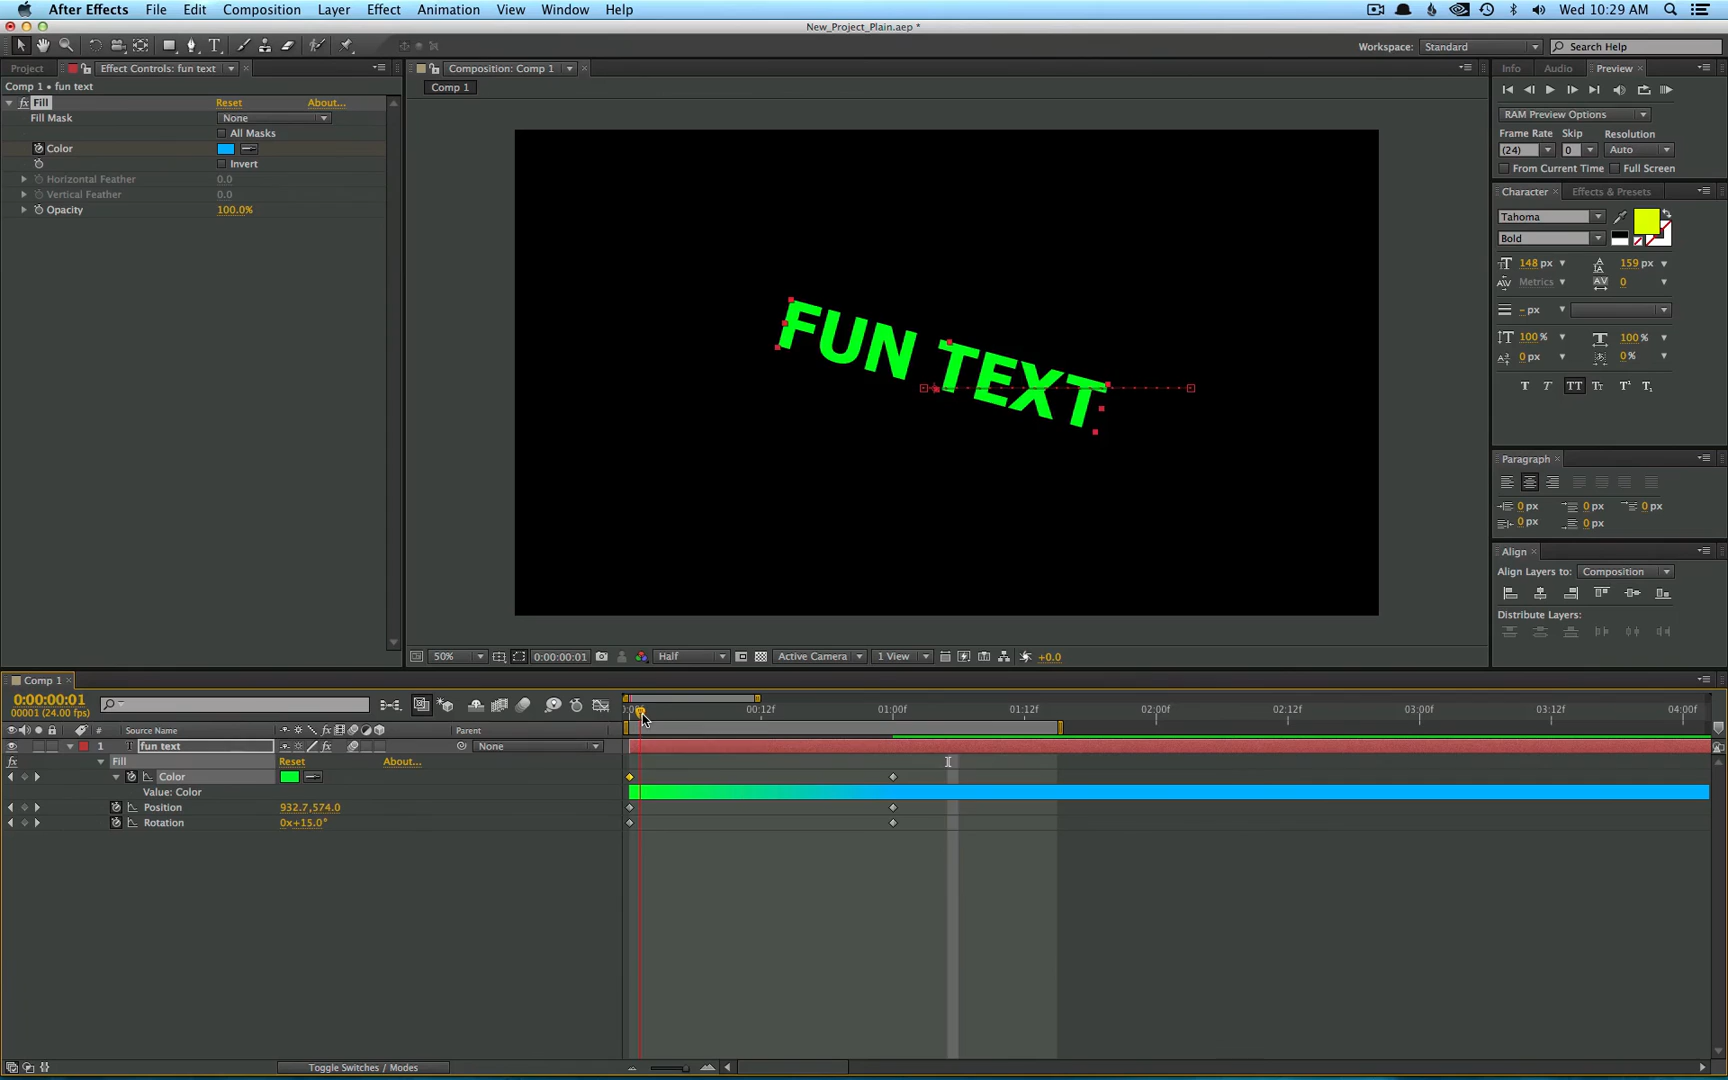 After Effects File Edit Composition Layer Effect Animation View Window Help Wed 10:29 AM
New_Project_Plain.aep *
Workspace: Standard Search Help
Project Effect Controls: fun text Composition: Comp 1 Info Audio Preview
Comp 1 • fun text Comp 1
fx Fill Reset About...
Fill Mask None RAM Preview Options
All Masks Frame Rate Skip Resolution
Color (24) 0 Auto
Invert From Current Time Full Screen
Horizontal Feather 0.0
Vertical Feather 0.0 Character Effects & Presets
Opacity 100.0% Tahoma
Bold
148 px 159 px
Metrics 0
- px
100 % 100 %
0 px 0 %
T T TT Tt T¹ T₁
FUN TEXT
Paragraph
0 px 0 px 0 px
0 px 0 px
Align
Align Layers to: Composition
Distribute Layers:
50% 0:00:00:01 Half Active Camera 1 View +0.0
Comp 1
0:00:00:01
00001 (24.00 fps)
00:12f 01:00f 01:12f 02:00f 02:12f 03:00f 03:12f 04:00f
# Source Name Parent
1 T fun text None
fx Fill Reset About...
Color
Value: Color
Position 932.7,574.0
Rotation 0x+15.0°
Toggle Switches / Modes